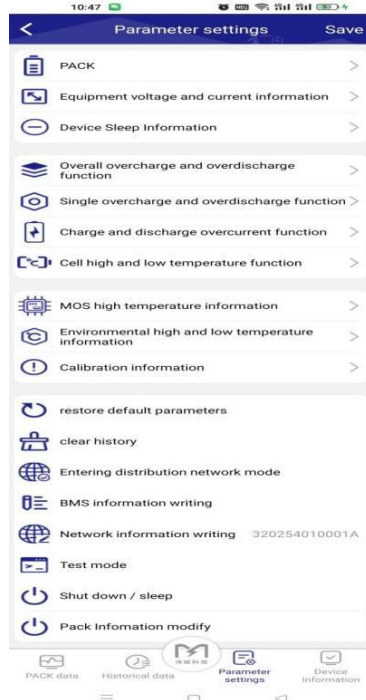 10:47
Parameter settings
Save
PACK
Equipment voltage and current information
Device Sleep Information
Overall overcharge and overdischarge
function
Single overcharge and overdischarge function
Charge and discharge overcurrent function
Cell high and low temperature function
MOS high temperature information
Environmental high and low temperature
information
Calibration information
restore default parameters
clear history
Entering distribution network mode
BMS information writing
Network information writing 320254010001A
Test mode
Shut down / sleep
Pack Infomation modify
PACK data
Historical data
Parameter
settings
Device
Information